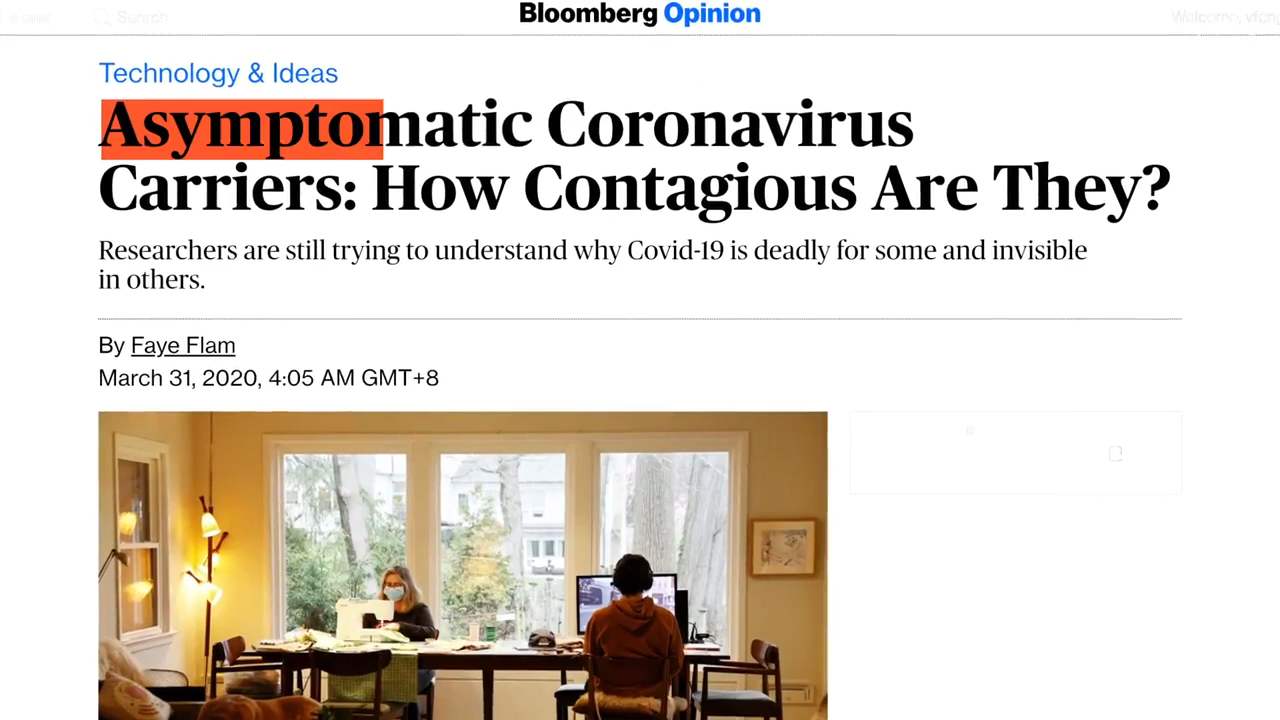 Search
Bloomberg Opinion
Technology & Ideas
Asymptomatic Coronavirus
Carriers: How Contagious Are They?
Researchers are still trying to understand why Covid-19 is deadly for some and invisible
in others.
By Faye Flam
March 31, 2020, 4:05 AM GMT+8